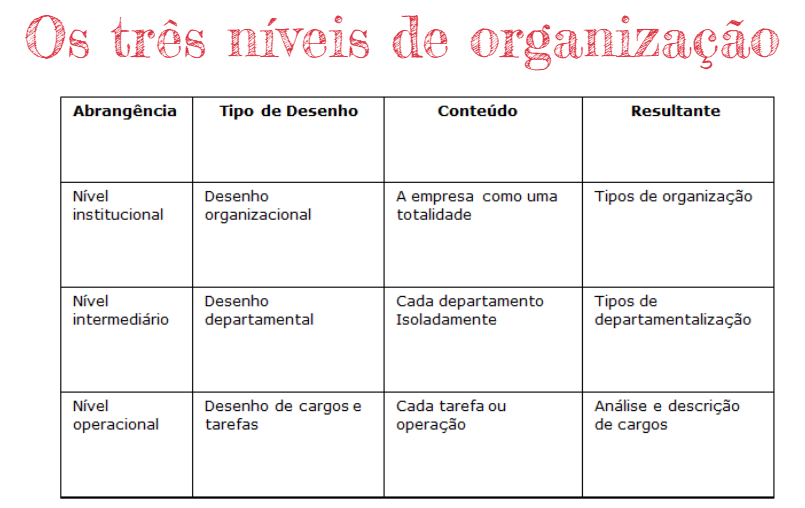 Os três níveis de organização
Abrangência Tipo de Desenho Conteúdo Resultante
Nível Desenho A empresa como uma Tipos de organização
institucional organizacional totalidade
Nível Desenho Cada departamento Tipos de
intermediário departamental Isoladamente departamentalização
Nível Desenho de cargos e Cada tarefa ou Análise e descrição
operacional tarefas operação de cargos